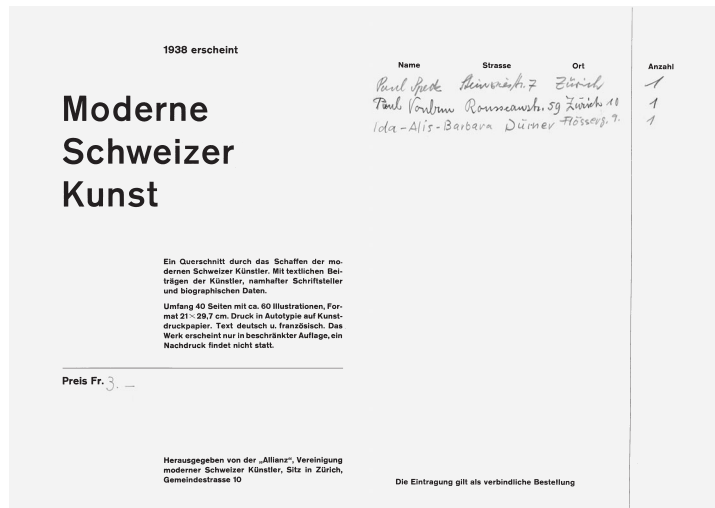 1938 erscheint
Moderne
Schweizer
Kunst
Ein Querschnitt durch das Schaffen der mo-
dernen Schweizer Künstler. Mit textlichen Bei-
trägen der Künstler, namhafter Schriftsteller
und biographischen Daten.
Umfang 40 Seiten mit ca. 60 Illustrationen, For-
mat 21×29,7 cm. Druck in Autotypie auf Kunst-
druckpapier. Text deutsch u. französisch. Das
Werk erscheint nur in beschränkter Auflage, ein
Nachdruck findet nicht statt.
Preis Fr. 3. —
Herausgegeben von der „Allianz“, Vereinigung
moderner Schweizer Künstler, Sitz in Zürich,
Gemeindestrasse 10
Name Strasse Ort Anzahl
Paul 7 Zürich 1
Paul Rousseaustr. 59 Zürich 10 1
Ida-Alis-Barbara Dürner 9. 1
Die Eintragung gilt als verbindliche Bestellung